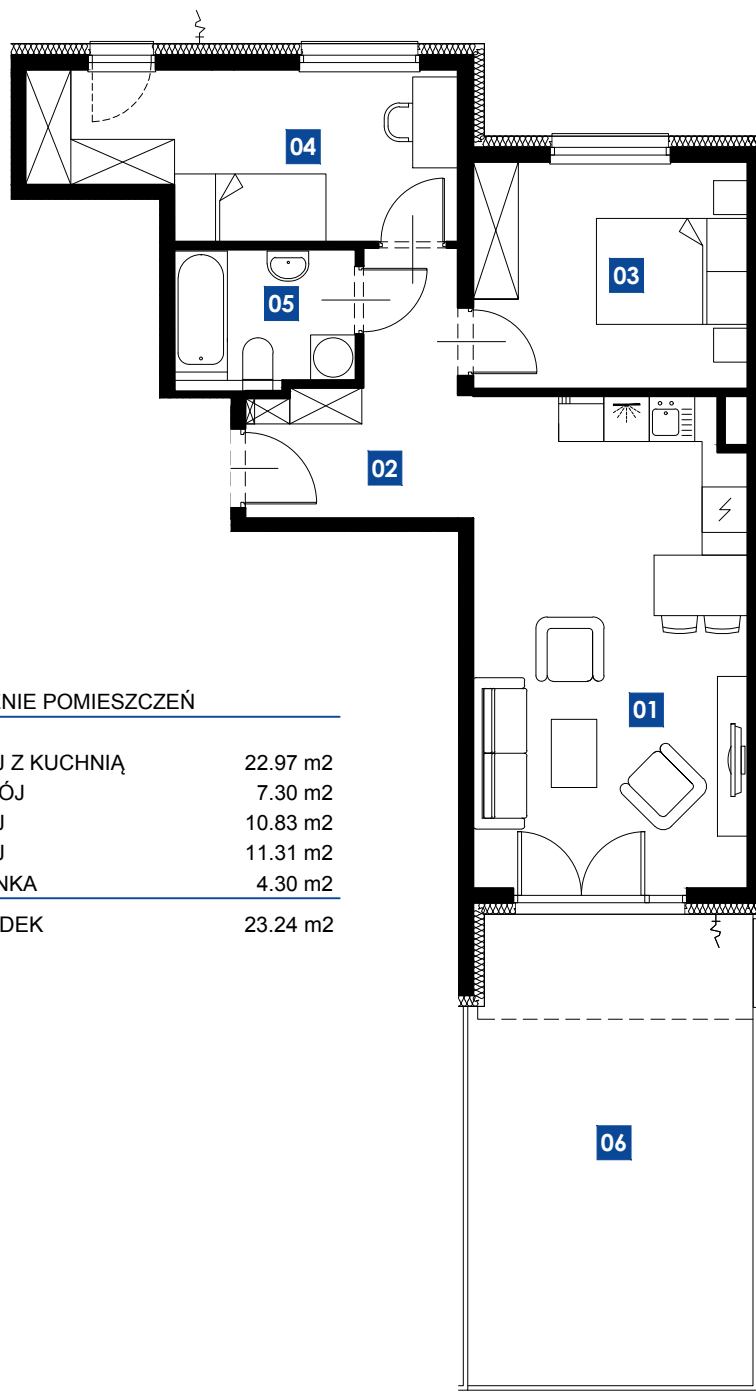 04
03
05
02
ENIE POMIESZCZEŃ
J Z KUCHNIĄ 22.97 m2
ÓJ 7.30 m2
J 10.83 m2
J 11.31 m2
NKA 4.30 m2
DEK 23.24 m2
01
06